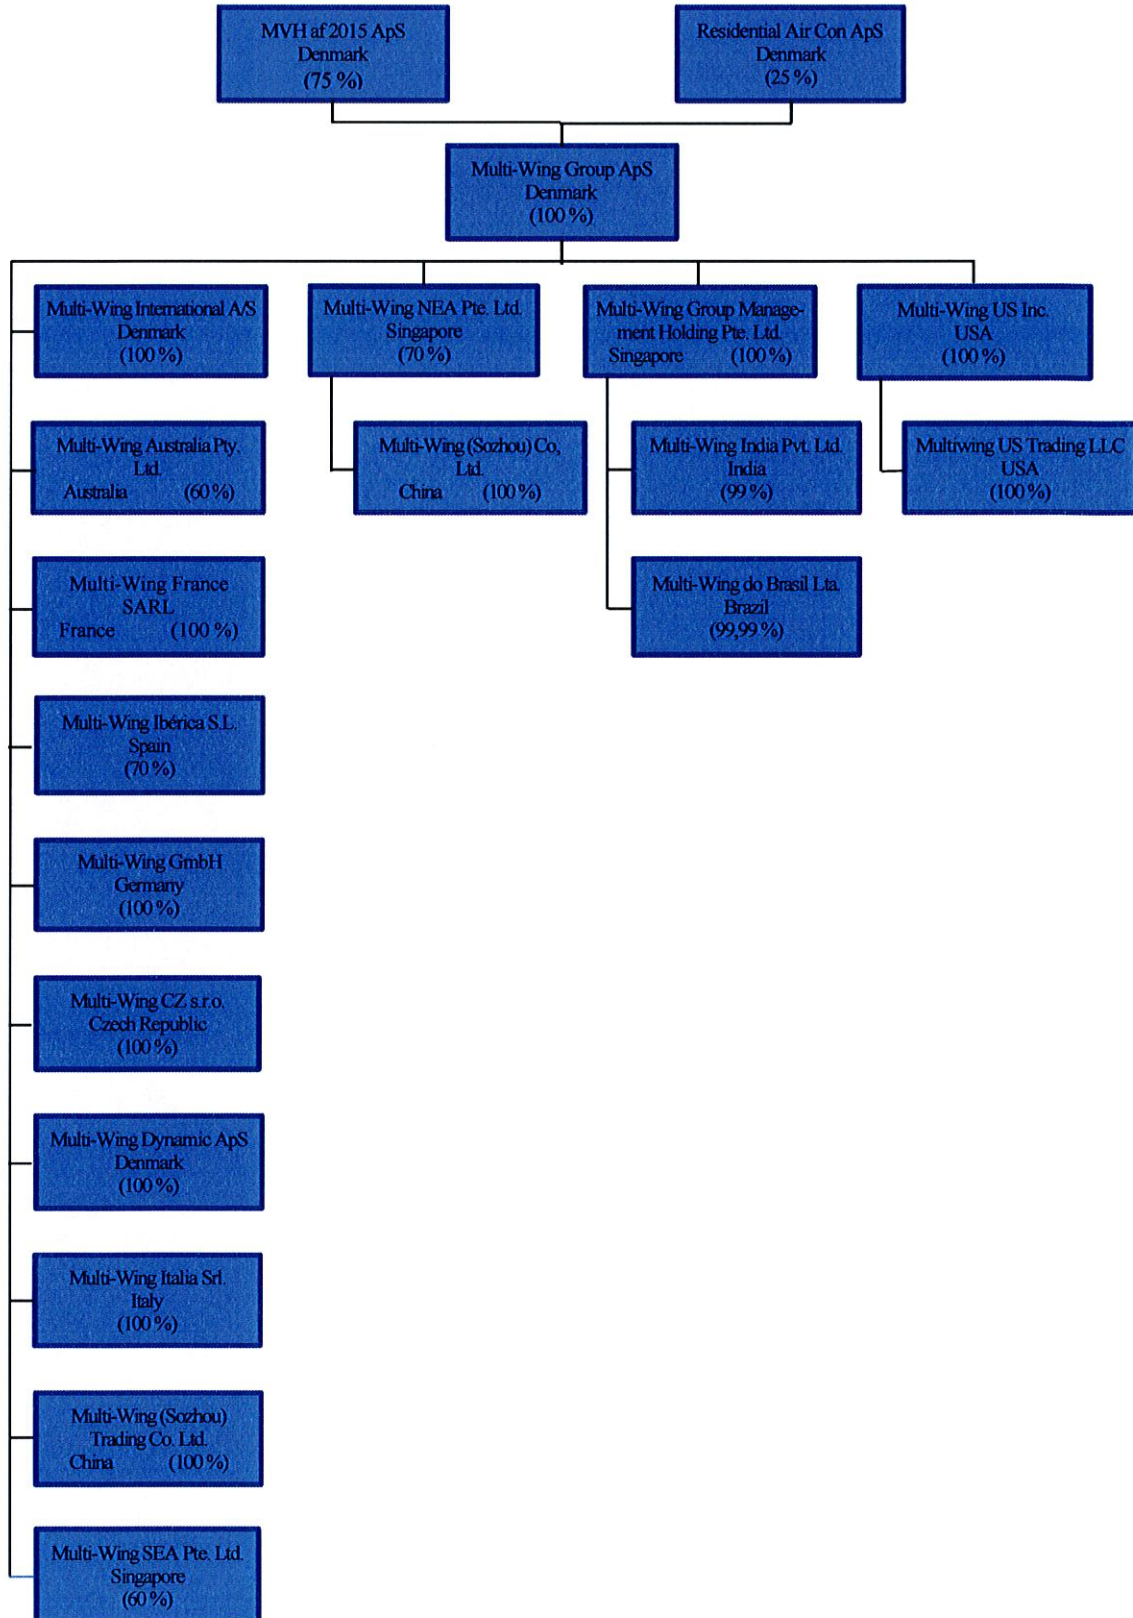 MVH af 2015 ApS
Denmark
(75 %)
Residential Air Con ApS
Denmark
(25 %)
Multi-Wing Group ApS
Denmark
(100 %)
Multi-Wing International A/S
Denmark
(100 %)
Multi-Wing NEA Pte. Ltd.
Singapore
(70 %)
Multi-Wing Group Manage-
ment Holding Pte. Ltd.
Singapore (100 %)
Multi-Wing US Inc.
USA
(100 %)
Multi-Wing Australia Pty.
Ltd.
Australia (60 %)
Multi-Wing (Sozhou) Co,
Ltd.
China (100 %)
Multi-Wing India Pvt. Ltd.
India
(99 %)
Multiwing US Trading LLC
USA
(100 %)
Multi-Wing France
SARL
France (100 %)
Multi-Wing do Brasil Lta.
Brazil
(99,99 %)
Multi-Wing Ibérica S.L.
Spain
(70 %)
Multi-Wing GmbH
Germany
(100 %)
Multi-Wing CZ s.r.o.
Czech Republic
(100 %)
Multi-Wing Dynamic ApS
Denmark
(100 %)
Multi-Wing Italia Srl.
Italy
(100 %)
Multi-Wing (Sozhou)
Trading Co. Ltd.
China (100 %)
Multi-Wing SEA Pte. Ltd.
Singapore
(60 %)